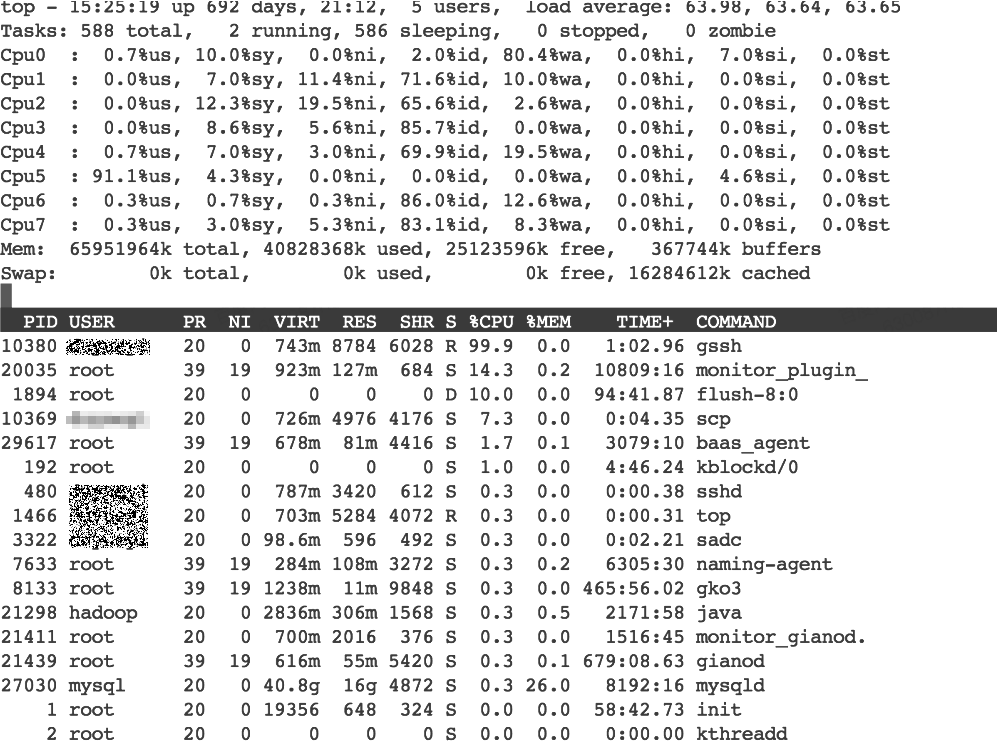 top - 15:25:19 up 692 days, 21:12,  5 users,  load average: 63.98, 63.64, 63.65
Tasks: 588 total,   2 running, 586 sleeping,   0 stopped,   0 zombie
Cpu0  :  0.7%us, 10.0%sy,  0.0%ni,  2.0%id, 80.4%wa,  0.0%hi,  7.0%si,  0.0%st
Cpu1  :  0.0%us,  7.0%sy, 11.4%ni, 71.6%id, 10.0%wa,  0.0%hi,  0.0%si,  0.0%st
Cpu2  :  0.0%us, 12.3%sy, 19.5%ni, 65.6%id,  2.6%wa,  0.0%hi,  0.0%si,  0.0%st
Cpu3  :  0.0%us,  8.6%sy,  5.6%ni, 85.7%id,  0.0%wa,  0.0%hi,  0.0%si,  0.0%st
Cpu4  :  0.7%us,  7.0%sy,  3.0%ni, 69.9%id, 19.5%wa,  0.0%hi,  0.0%si,  0.0%st
Cpu5  : 91.1%us,  4.3%sy,  0.0%ni,  0.0%id,  0.0%wa,  0.0%hi,  4.6%si,  0.0%st
Cpu6  :  0.3%us,  0.7%sy,  0.3%ni, 86.0%id, 12.6%wa,  0.0%hi,  0.0%si,  0.0%st
Cpu7  :  0.3%us,  3.0%sy,  5.3%ni, 83.1%id,  8.3%wa,  0.0%hi,  0.0%si,  0.0%st
Mem:  65951964k total, 40828368k used, 25123596k free,   367744k buffers
Swap:        0k total,        0k used,        0k free, 16284612k cached
  PID USER      PR  NI  VIRT  RES  SHR S %CPU %MEM    TIME+  COMMAND
10380           20   0  743m 8784 6028 R 99.9  0.0   1:02.96 gssh
20035 root      39  19  923m 127m  684 S 14.3  0.2  10809:16 monitor_plugin_
 1894 root      20   0     0    0    0 D 10.0  0.0  94:41.87 flush-8:0
10369           20   0  726m 4976 4176 S  7.3  0.0   0:04.35 scp
29617 root      39  19  678m  81m 4416 S  1.7  0.1   3079:10 baas_agent
  192 root      20   0     0    0    0 S  1.0  0.0   4:46.24 kblockd/0
  480           20   0  787m 3420  612 S  0.3  0.0   0:00.38 sshd
 1466           20   0  703m 5284 4072 R  0.3  0.0   0:00.31 top
 3322           20   0 98.6m  596  492 S  0.3  0.0   0:02.21 sadc
 7633 root      39  19  284m 108m 3272 S  0.3  0.2   6305:30 naming-agent
 8133 root      39  19 1238m  11m 9848 S  0.3  0.0 465:56.02 gko3
21298 hadoop    20   0 2836m 306m 1568 S  0.3  0.5   2171:58 java
21411 root      20   0  700m 2016  376 S  0.3  0.0   1516:45 monitor_gianod.
21439 root      39  19  616m  55m 5420 S  0.3  0.1 679:08.63 gianod
27030 mysql     20   0 40.8g  16g 4872 S  0.3 26.0   8192:16 mysqld
    1 root      20   0 19356  648  324 S  0.0  0.0  58:42.73 init
    2 root      20   0     0    0    0 S  0.0  0.0   0:00.00 kthreadd